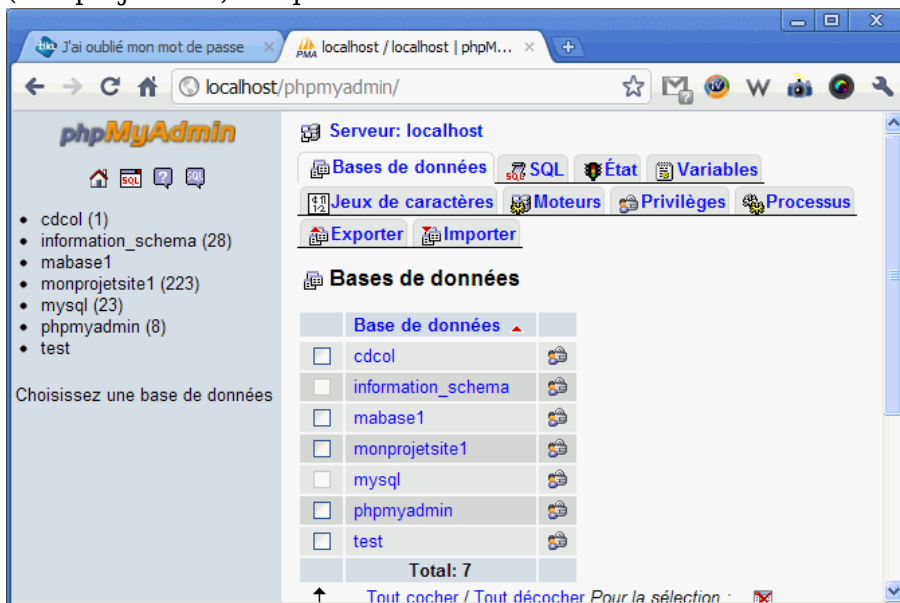 J'ai oublié mon mot de passe
localhost / localhost | phpM...
localhost/phpmyadmin/
phpMyAdmin
SQL
cdcol (1)
information_schema (28)
mabase1
monprojetsite1 (223)
mysql (23)
phpmyadmin (8)
test
Choisissez une base de données
Serveur: localhost
Bases de données SQL État Variables
Jeux de caractères Moteurs Privilèges Processus
Exporter Importer
Bases de données
Base de données
cdcol
information_schema
mabase1
monprojetsite1
mysql
phpmyadmin
test
Total: 7
Tout cocher / Tout décocher Pour la sélection :